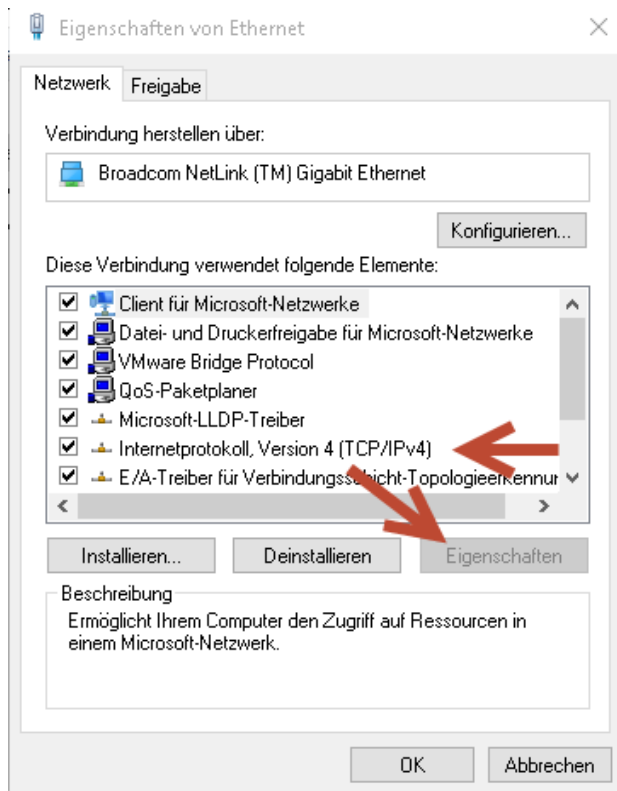 Eigenschaften von Ethernet
Netzwerk Freigabe
Verbindung herstellen über:
Broadcom NetLink (TM) Gigabit Ethernet
Konfigurieren...
Diese Verbindung verwendet folgende Elemente:
Client für Microsoft-Netzwerke
Datei- und Druckerfreigabe für Microsoft-Netzwerke
VMware Bridge Protocol
QoS-Paketplaner
Microsoft-LLDP-Treiber
Internetprotokoll, Version 4 (TCP/IPv4)
E/A-Treiber für Verbindungsschicht-Topologieerkennur
Installieren... Deinstallieren Eigenschaften
Beschreibung
Ermöglicht Ihrem Computer den Zugriff auf Ressourcen in
einem Microsoft-Netzwerk.
OK Abbrechen